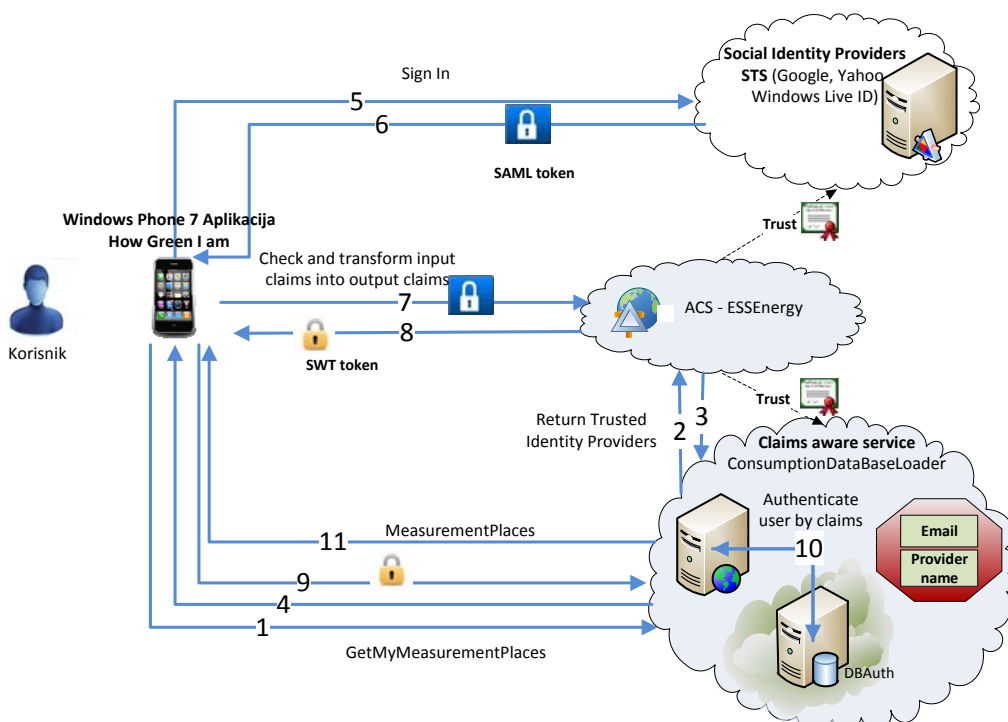 Social Identity Providers
STS (Google, Yahoo,
Windows Live ID)
Sign In
5
6
SAML token
Windows Phone 7 Aplikacija
How Green I am
Trust
Check and transform input
claims into output claims
7
ACS - ESSEnergy
8
Korisnik
SWT token
Trust
Return Trusted
Identity Providers
2
3
Claims aware service
ConsumptionDataBaseLoader
Authenticate
user by claims
10
Email
Provider
name
MeasurementPlaces
11
9
4
1
GetMyMeasurementPlaces
DBAuth